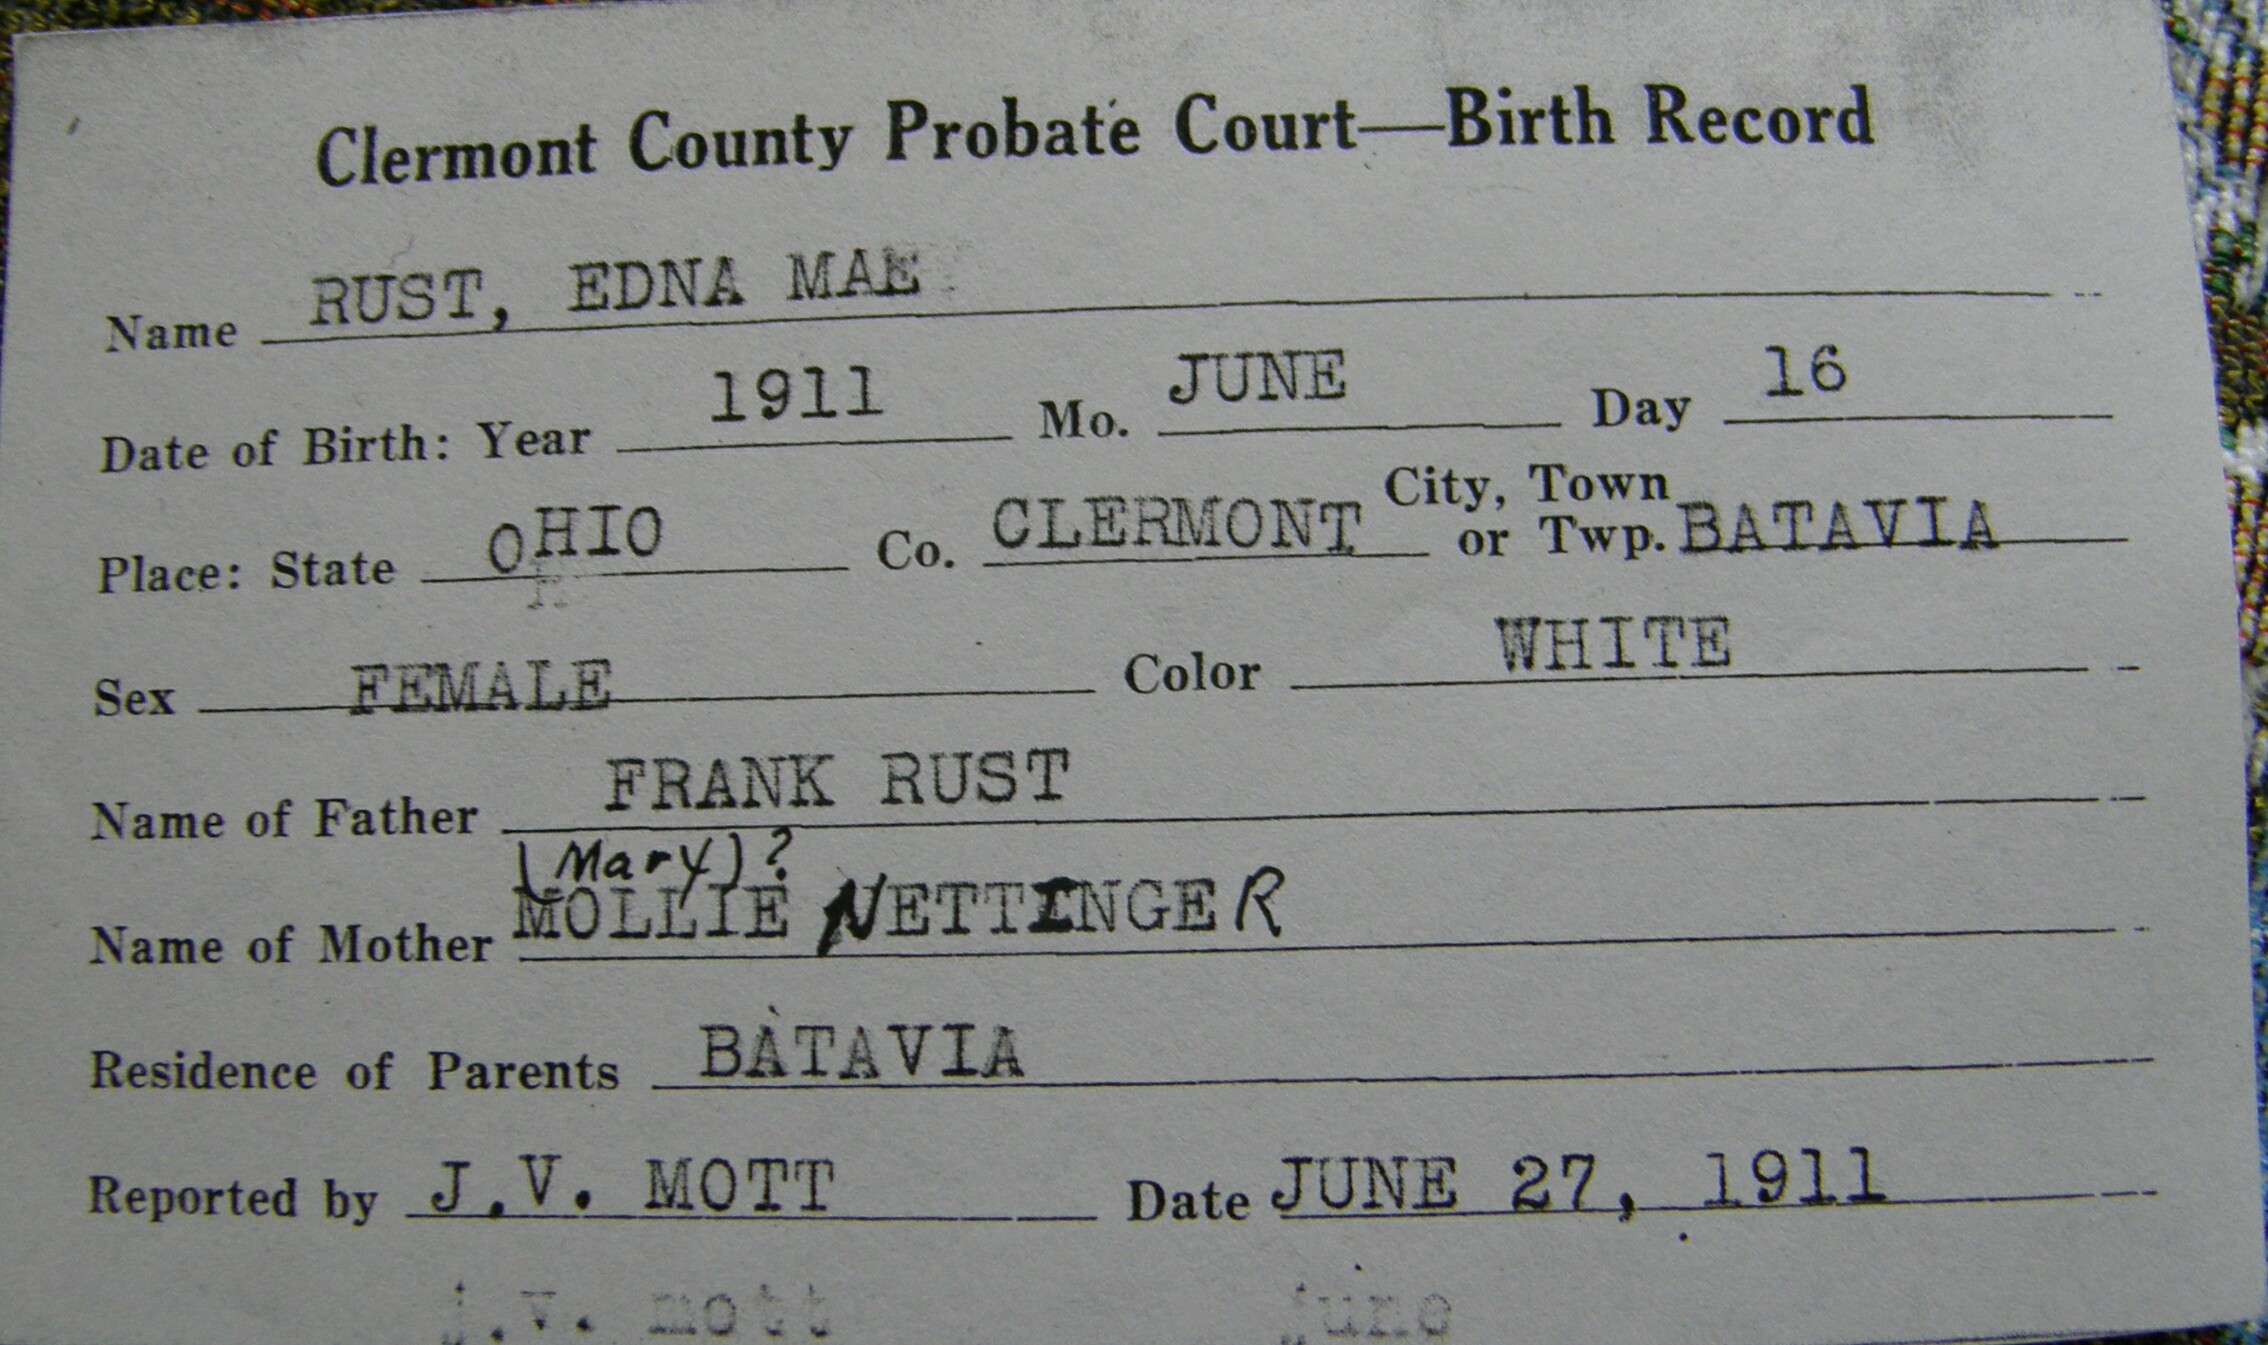 Clermont County Probate Court—Birth Record
Name RUST, EDNA MAE
Date of Birth: Year 1911 Mo. JUNE Day 16
Place: State OHIO Co. CLERMONT City, Town or Twp. BATAVIA
Sex FEMALE Color WHITE
Name of Father FRANK RUST
(Mary)?
Name of Mother MOLLIE NETTINGER
Residence of Parents BATAVIA
Reported by J.V. MOTT Date JUNE 27, 1911
j.v. mott june